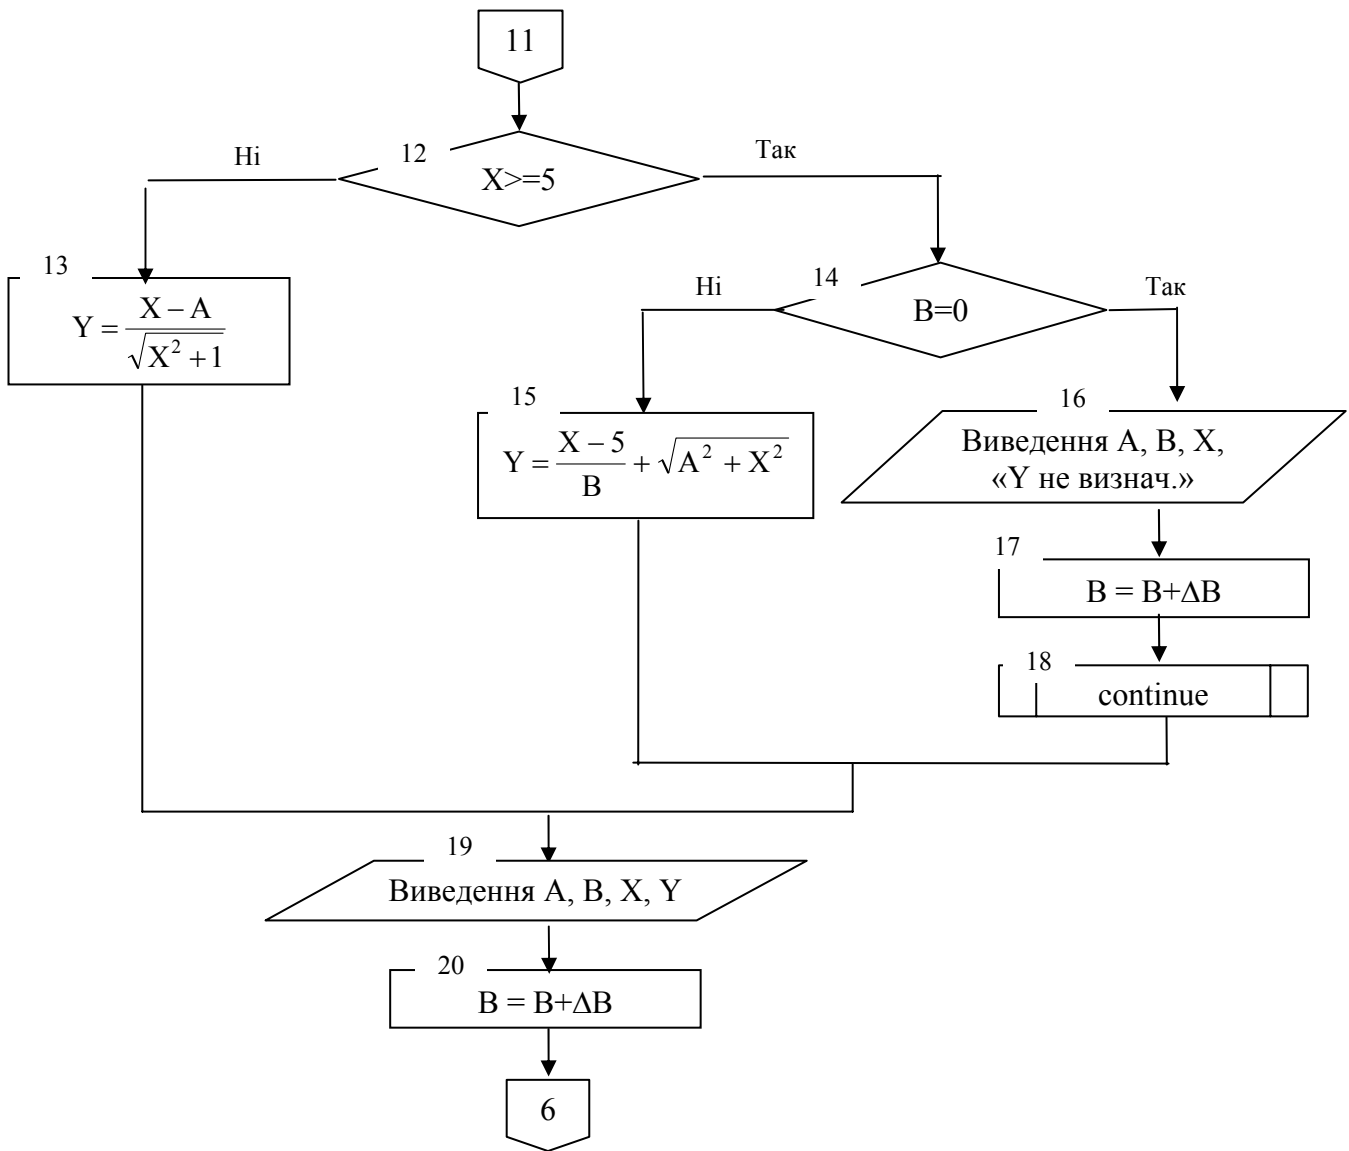 11
12
Ні
Так
X>=5
13
Y = (X − A) / √(X² + 1)
14
Ні
Так
B=0
15
Y = (X − 5) / B + √(A² + X²)
16
Виведення A, B, X,
«Y не визнач.»
17
B = B+ΔB
18
continue
19
Виведення A, B, X, Y
20
B = B+ΔB
6